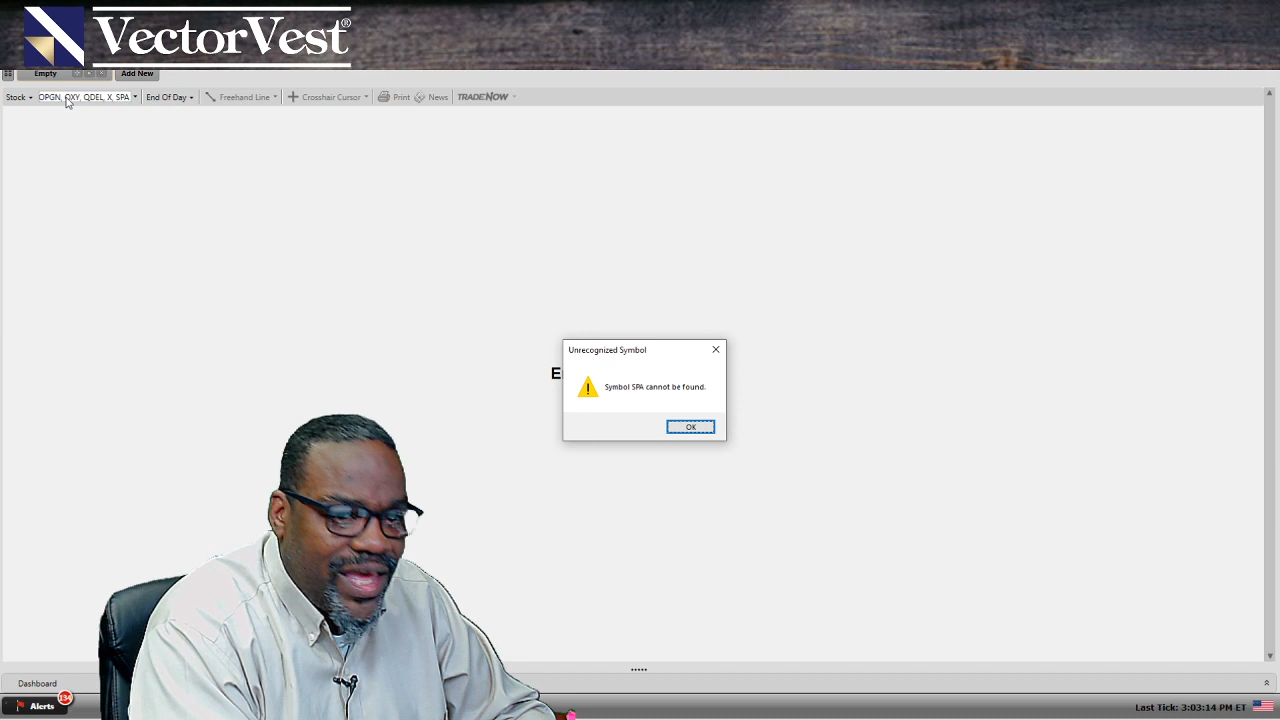 VectorVest®
Empty
Add New
Stock
OPGN, OXY, QDEL, X, SPA
End Of Day
Freehand Line
Crosshair Cursor
Print
News
TRADENOW
Unrecognized Symbol
Symbol SPA cannot be found.
E
OK
Dashboard
Alerts
134
Last Tick: 3:03:14 PM ET